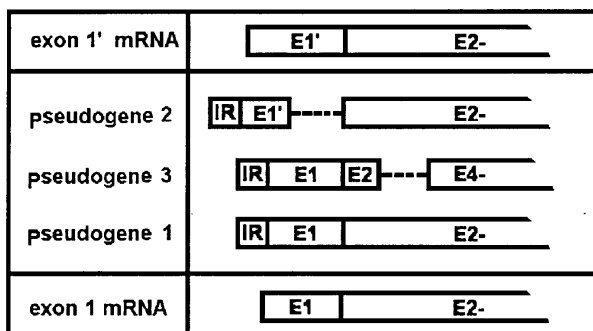 exon 1' mRNA E1' E2-
pseudogene 2 IR E1' E2-
pseudogene 3 IR E1 E2 E4-
pseudogene 1 IR E1 E2-
exon 1 mRNA E1 E2-